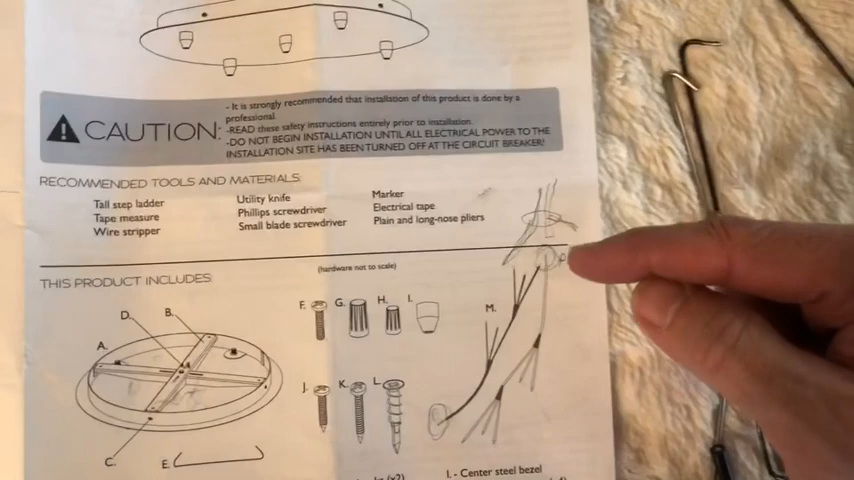 - It is strongly recommended that installation of this product is done by a
professional.
CAUTION:
-READ these safety instructions entirely prior to installation.
-DO NOT BEGIN INSTALLATION UNTIL ALL ELECTRICAL POWER TO THE
INSTALLATION SITE HAS BEEN TURNED OFF AT THE CIRCUIT BREAKER!
RECOMMENDED TOOLS AND MATERIALS:
Tall step ladder
Tape measure
Wire stripper
Utility knife
Phillips screwdriver
Small blade screwdriver
Marker
Electrical tape
Plain and long-nose pliers
THIS PRODUCT INCLUDES:
(hardware not to scale)
A.
B.
C.
D.
E.
F.
G.
H.
I.
J.
K.
L.
M.
(x2)
I. - Center steel bezel